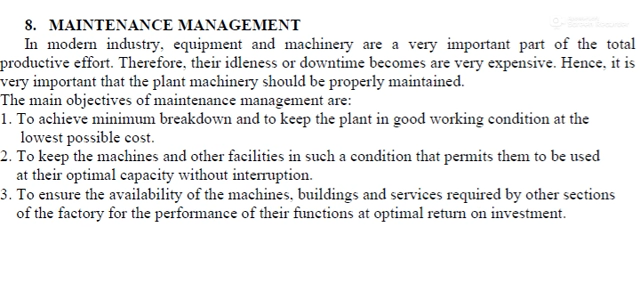 8. MAINTENANCE MANAGEMENT
In modern industry, equipment and machinery are a very important part of the total
productive effort. Therefore, their idleness or downtime becomes are very expensive. Hence, it is
very important that the plant machinery should be properly maintained.
The main objectives of maintenance management are:
1. To achieve minimum breakdown and to keep the plant in good working condition at the
lowest possible cost.
2. To keep the machines and other facilities in such a condition that permits them to be used
at their optimal capacity without interruption.
3. To ensure the availability of the machines, buildings and services required by other sections
of the factory for the performance of their functions at optimal return on investment.